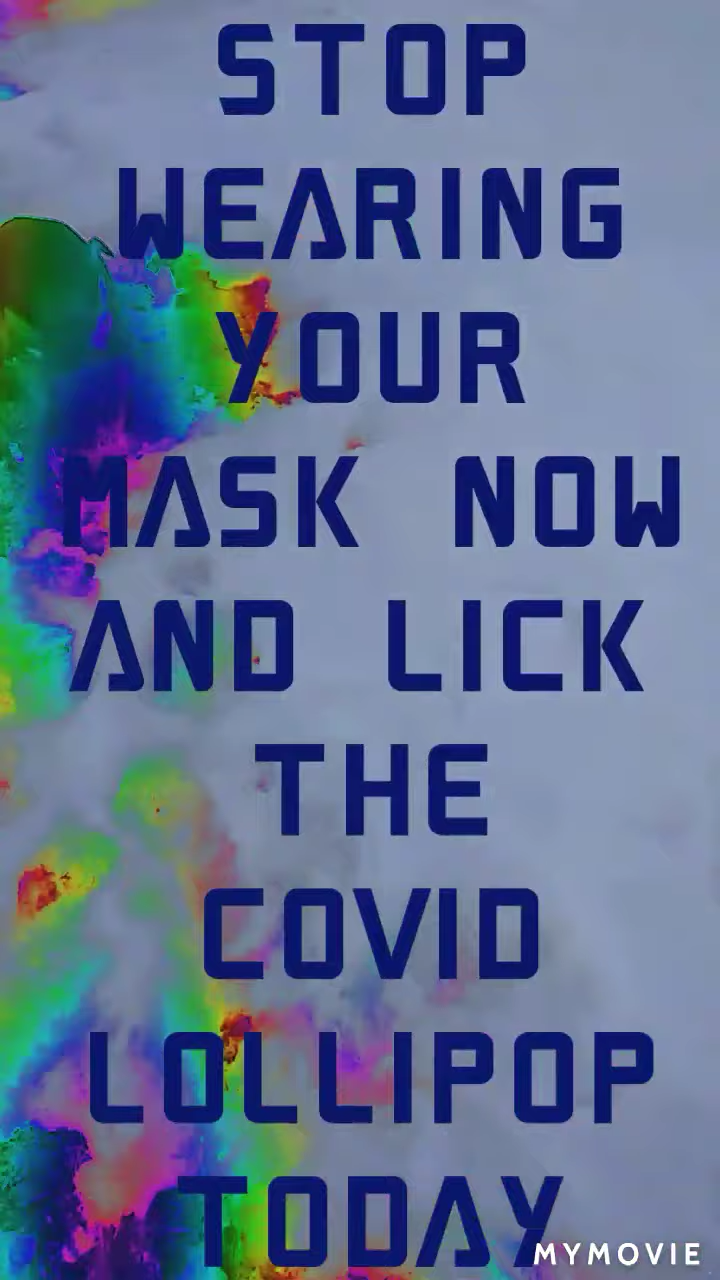 STOP
WEARING
YOUR
MASK NOW
AND LICK
THE
COVID
LOLLIPOP
TODAY
MYMOVIE